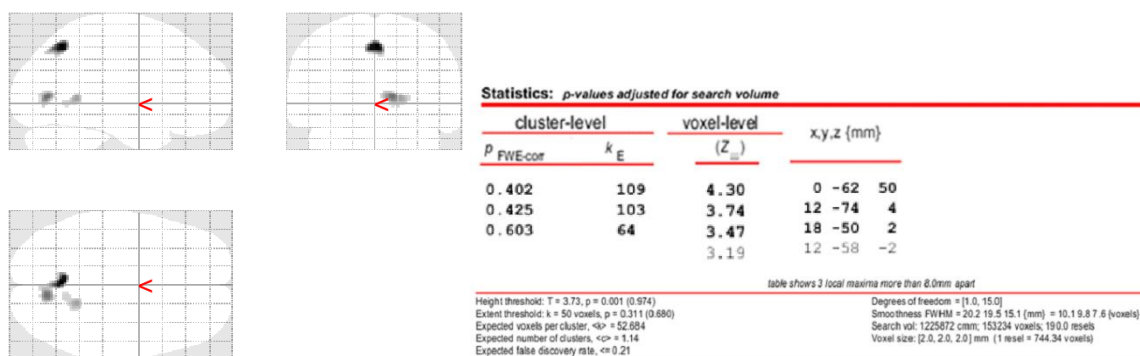 Statistics: p-values adjusted for search volume
cluster-level voxel-level x,y,z {mm}
p FWE-corr k E (Z≡)
0.402 109 4.30 0 -62 50
0.425 103 3.74 12 -74 4
0.603 64 3.47 18 -50 2
3.19 12 -58 -2
table shows 3 local maxima more than 8.0mm apart
Height threshold: T = 3.73, p = 0.001 (0.974)
Extent threshold: k = 50 voxels, p = 0.311 (0.680)
Expected voxels per cluster, <k> = 52.684
Expected number of clusters, <c> = 1.14
Expected false discovery rate, <= 0.21
Degrees of freedom = [1.0, 15.0]
Smoothness FWHM = 20.2 19.5 15.1 {mm} = 10.1 9.8 7.6 {voxels}
Search vol: 1225872 cmm; 153234 voxels; 190.0 resels
Voxel size: [2.0, 2.0, 2.0] mm (1 resel = 744.34 voxels)
<
<
<